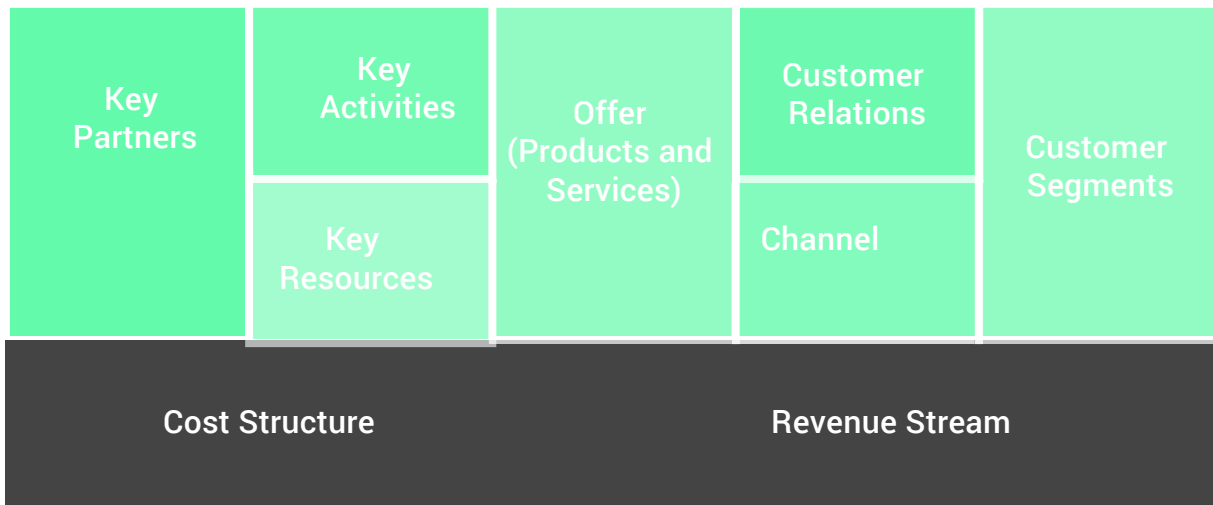 Key
Partners
Key
Activities
Key
Resources
Offer
(Products and
Services)
Customer
Relations
Channel
Customer
Segments
Cost Structure
Revenue Stream